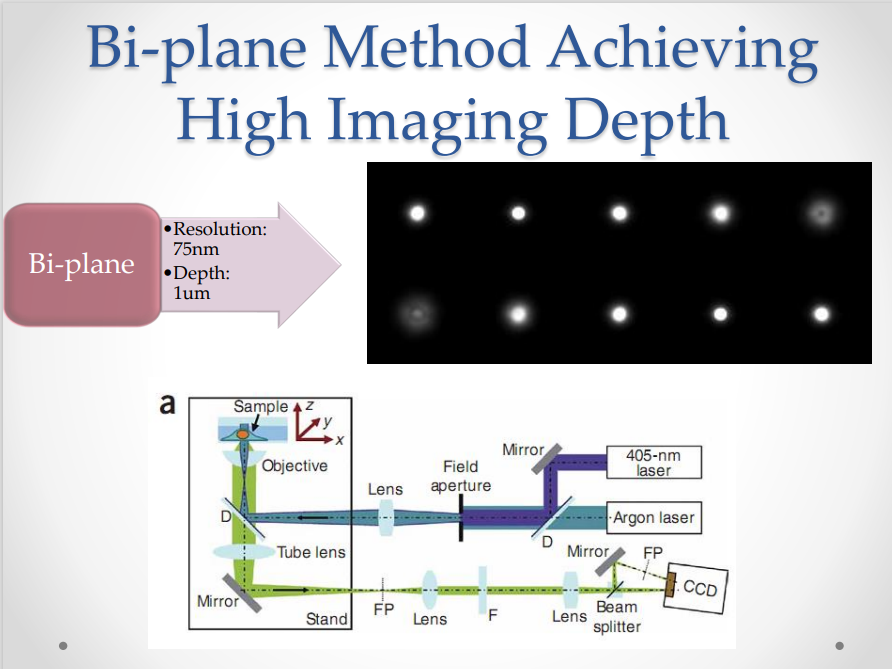 Bi-plane Method Achieving
High Imaging Depth
Bi-plane
•Resolution:
75nm
•Depth:
1um
a
Sample
z
y
x
Objective
Mirror
405-nm
laser
Field
aperture
Lens
D
Argon laser
D
Tube lens
Mirror
FP
CCD
Mirror
Stand
FP
Lens
F
Lens
Beam
splitter